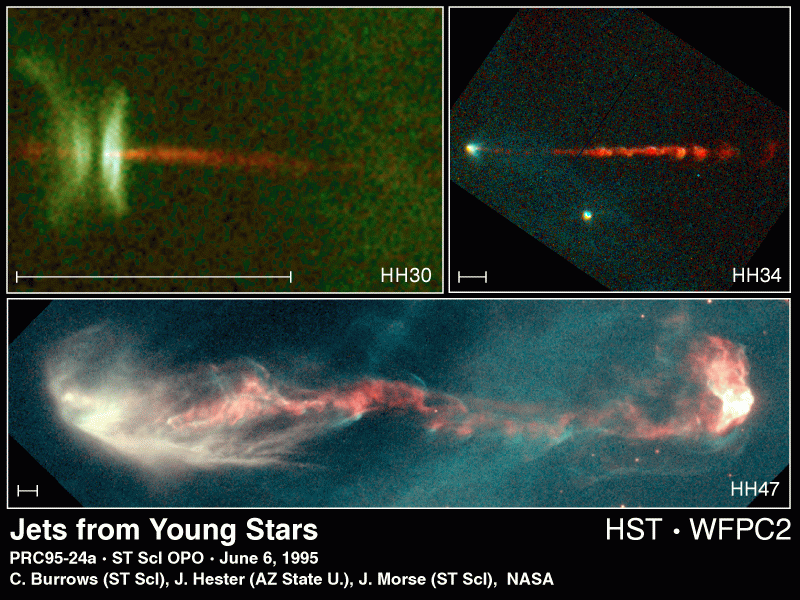 HH30
HH34
HH47
Jets from Young Stars
HST · WFPC2
PRC95-24a · ST ScI OPO · June 6, 1995
C. Burrows (ST ScI), J. Hester (AZ State U.), J. Morse (ST ScI), NASA